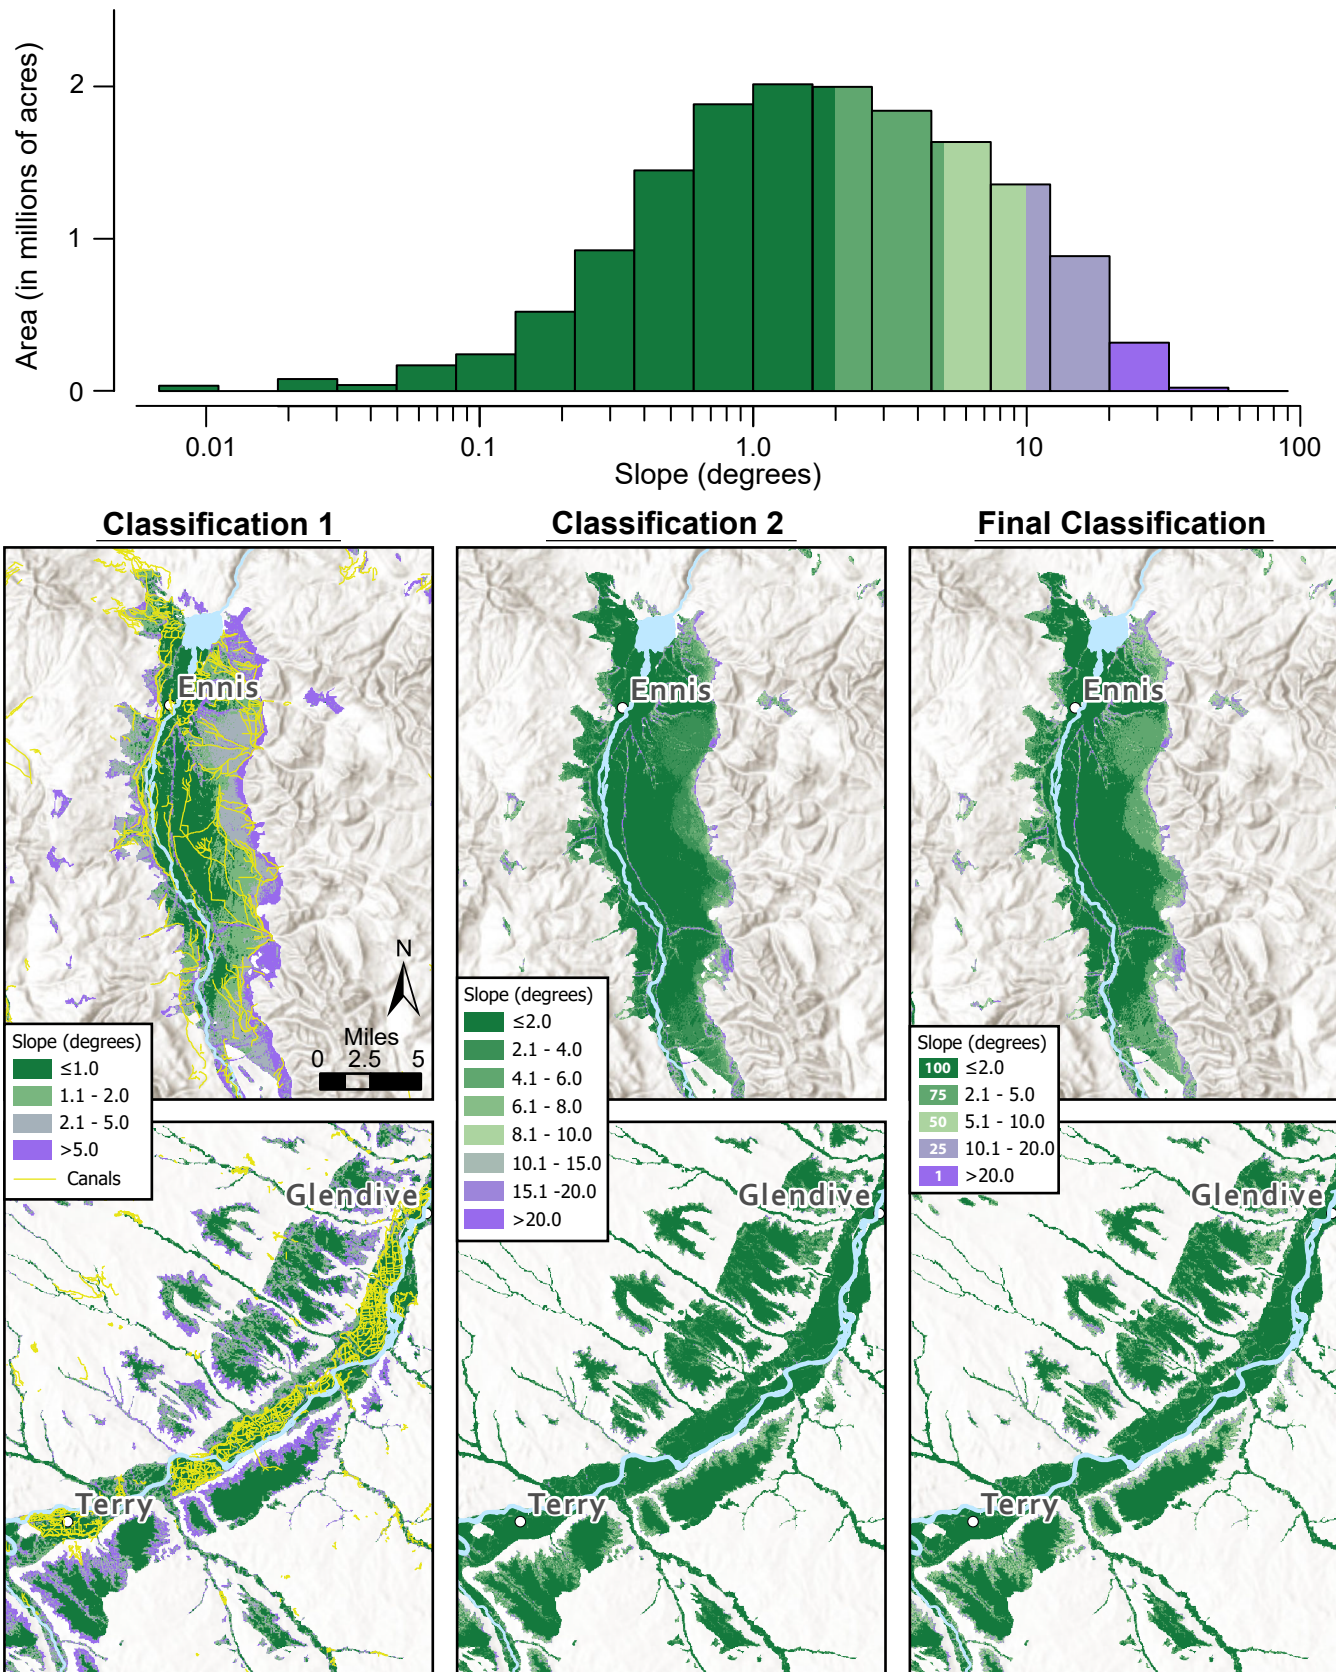 Area (in millions of acres)
2
1
0
0.01 0.1 1.0 10 100
Slope (degrees)
Classification 1 Classification 2 Final Classification
Ennis
N
Miles
0 2.5 5
Slope (degrees)
≤1.0
1.1 - 2.0
2.1 - 5.0
>5.0
Canals
Glendive
Terry
Ennis
Slope (degrees)
≤2.0
2.1 - 4.0
4.1 - 6.0
6.1 - 8.0
8.1 - 10.0
10.1 - 15.0
15.1 -20.0
>20.0
Glendive
Terry
Ennis
Slope (degrees)
100 ≤2.0
75 2.1 - 5.0
50 5.1 - 10.0
25 10.1 - 20.0
1 >20.0
Glendive
Terry